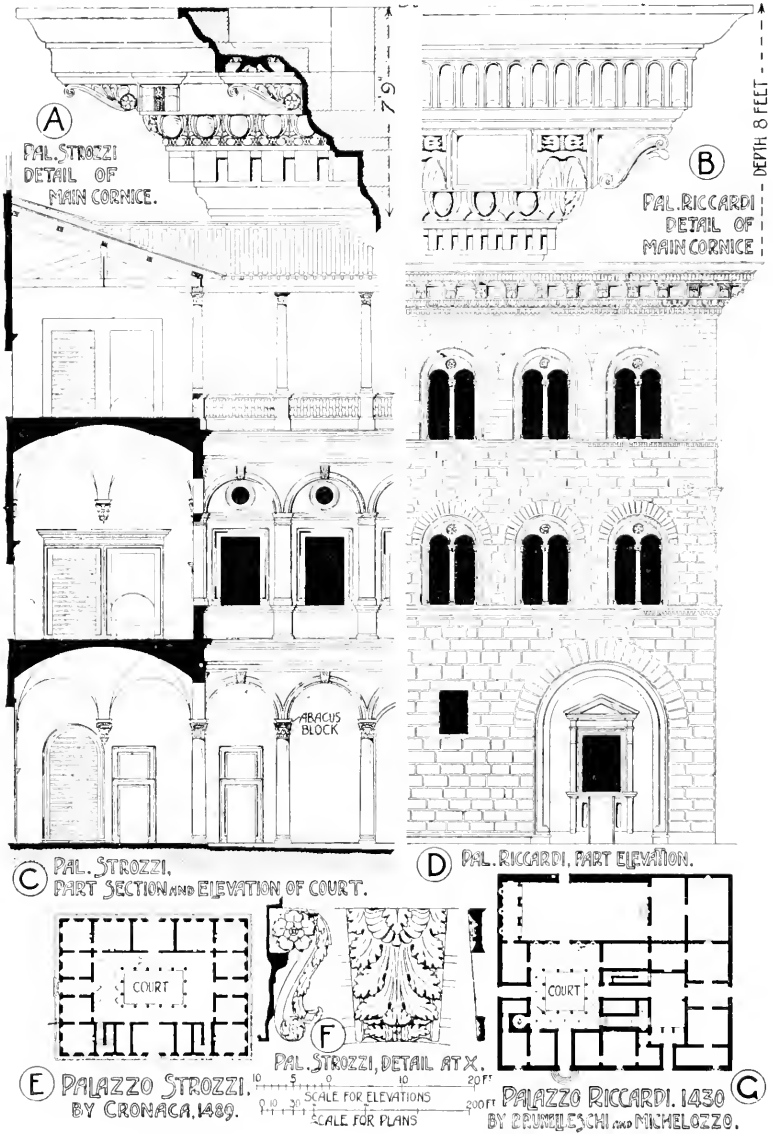 A
PAL. STROZZI
DETAIL OF
MAIN CORNICE.
7' 9"
B
PAL. RICCARDI
DETAIL OF
MAIN CORNICE
DEPTH 8 FEET
ABACUS
BLOCK
C
PAL. STROZZI,
PART SECTION AND ELEVATION OF COURT.
D
PAL. RICCARDI, PART ELEVATION.
COURT
E
PALAZZO STROZZI.
BY CRONACA, 1489.
F
PAL. STROZZI, DETAIL AT X.
10 5 0 10 20 FT
SCALE FOR ELEVATIONS
200 FT
SCALE FOR PLANS
COURT
G
PALAZZO RICCARDI. 1430
BY BRUNELLESCHI AND MICHELOZZO.